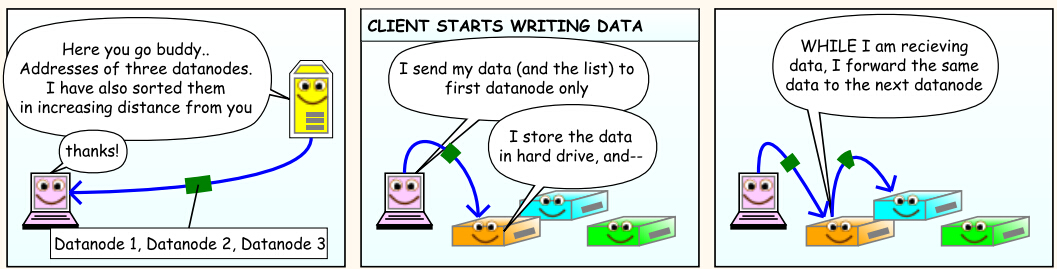 Here you go buddy..
Addresses of three datanodes.
I have also sorted them
in increasing distance from you
thanks!
Datanode 1, Datanode 2, Datanode 3
CLIENT STARTS WRITING DATA
I send my data (and the list) to
first datanode only
I store the data
in hard drive, and--
WHILE I am recieving
data, I forward the same
data to the next datanode